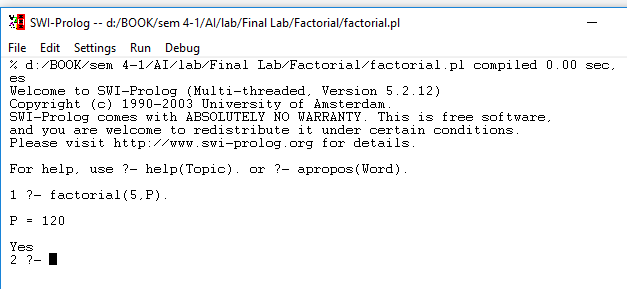 SWI-Prolog -- d:/BOOK/sem 4-1/AI/lab/Final Lab/Factorial/factorial.pl
File Edit Settings Run Debug
% d:/BOOK/sem 4-1/AI/lab/Final Lab/Factorial/factorial.pl compiled 0.00 sec,
es
Welcome to SWI-Prolog (Multi-threaded, Version 5.2.12)
Copyright (c) 1990-2003 University of Amsterdam.
SWI-Prolog comes with ABSOLUTELY NO WARRANTY. This is free software,
and you are welcome to redistribute it under certain conditions.
Please visit http://www.swi-prolog.org for details.
For help, use ?- help(Topic). or ?- apropos(Word).
1 ?- factorial(5,P).
P = 120
Yes
2 ?-